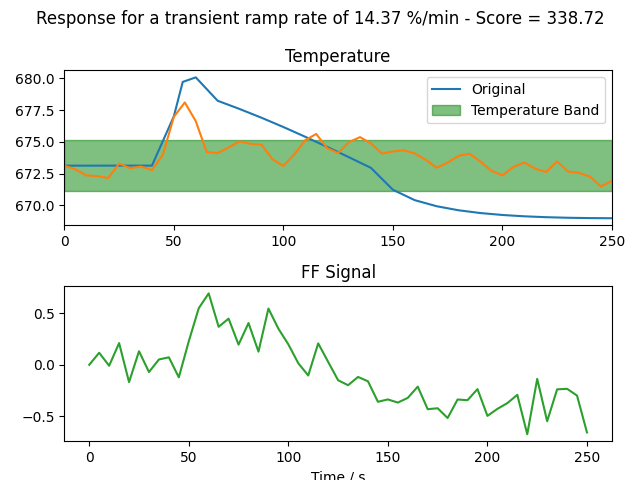 Response for a transient ramp rate of 14.37 %/min - Score = 338.72
Temperature
680.0
677.5
675.0
672.5
670.0
Original
Temperature Band
0 50 100 150 200 250
FF Signal
0.5
0.0
−0.5
0 50 100 150 200 250
Time / s